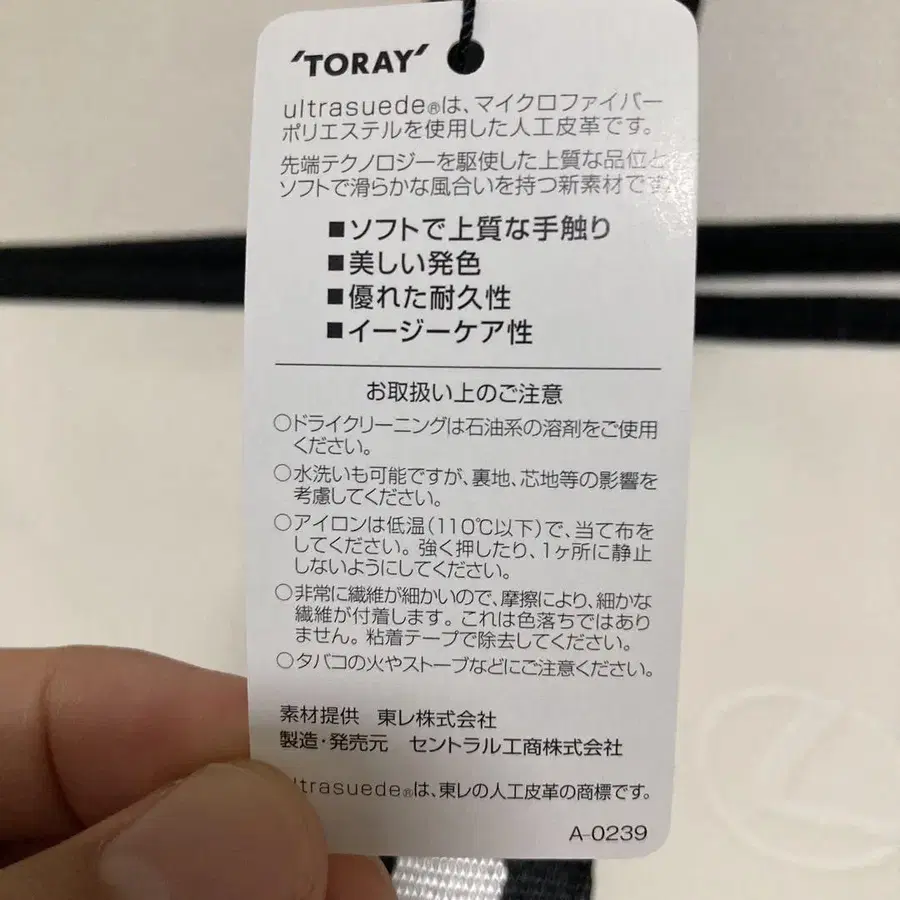 'TORAY'
ultrasuede®は、マイクロファイバー
ポリエステルを使用した人工皮革です。
先端テクノロジーを駆使した上質な品位と
ソフトで滑らかな風合いを持つ新素材です
■ソフトで上質な手触り
■美しい発色
■優れた耐久性
■イージーケア性
お取扱い上のご注意
○ドライクリーニングは石油系の溶剤をご使用
ください。
○水洗いも可能ですが、裏地、芯地等の影響を
考慮してください。
○アイロンは低温(110℃以下)で、当て布を
してください。強く押したり、1ヶ所に静止
しないようにしてください。
○非常に繊維が細かいので、摩擦により、細かな
繊維が付着します。これは色落ちではあり
ません。粘着テープで除去してください。
○タバコの火やストーブなどにご注意ください。
素材提供 東レ株式会社
製造・発売元 セントラル工商株式会社
ultrasuede®は、東レの人工皮革の商標です。
A-0239